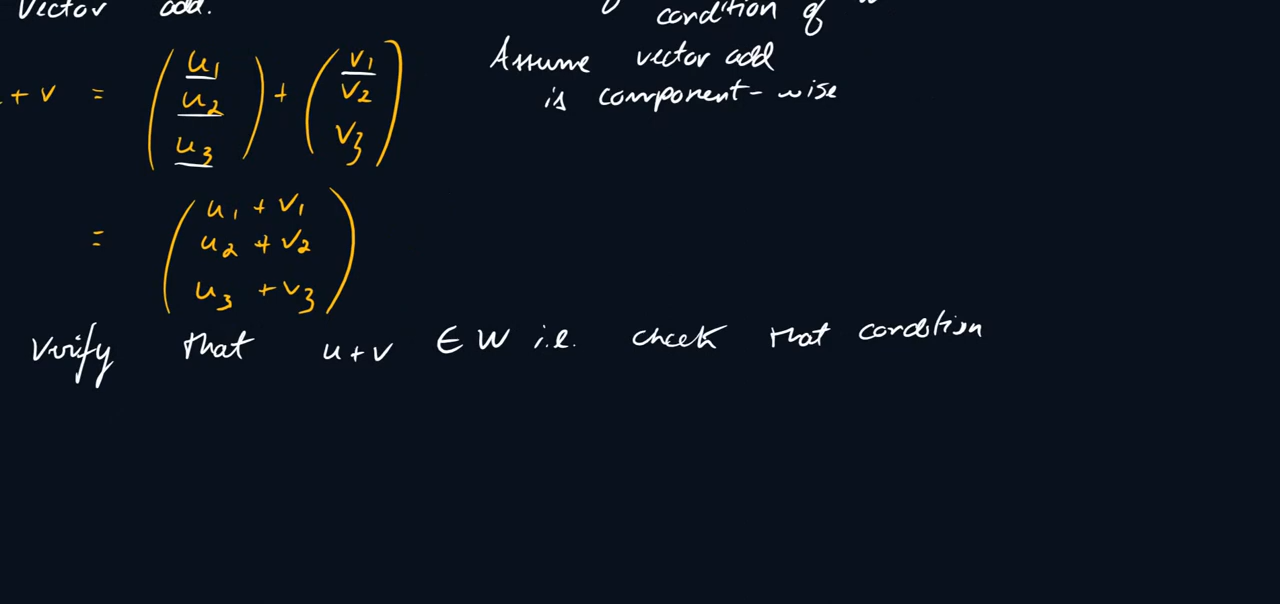 Vector add.
condition of
Assume vector add
is component-wise
+ v = (u1 u2 u3) + (v1 v2 v3)
= (u1 + v1 u2 + v2 u3 + v3)
Verify that u+v ∈ W i.e. check that condition